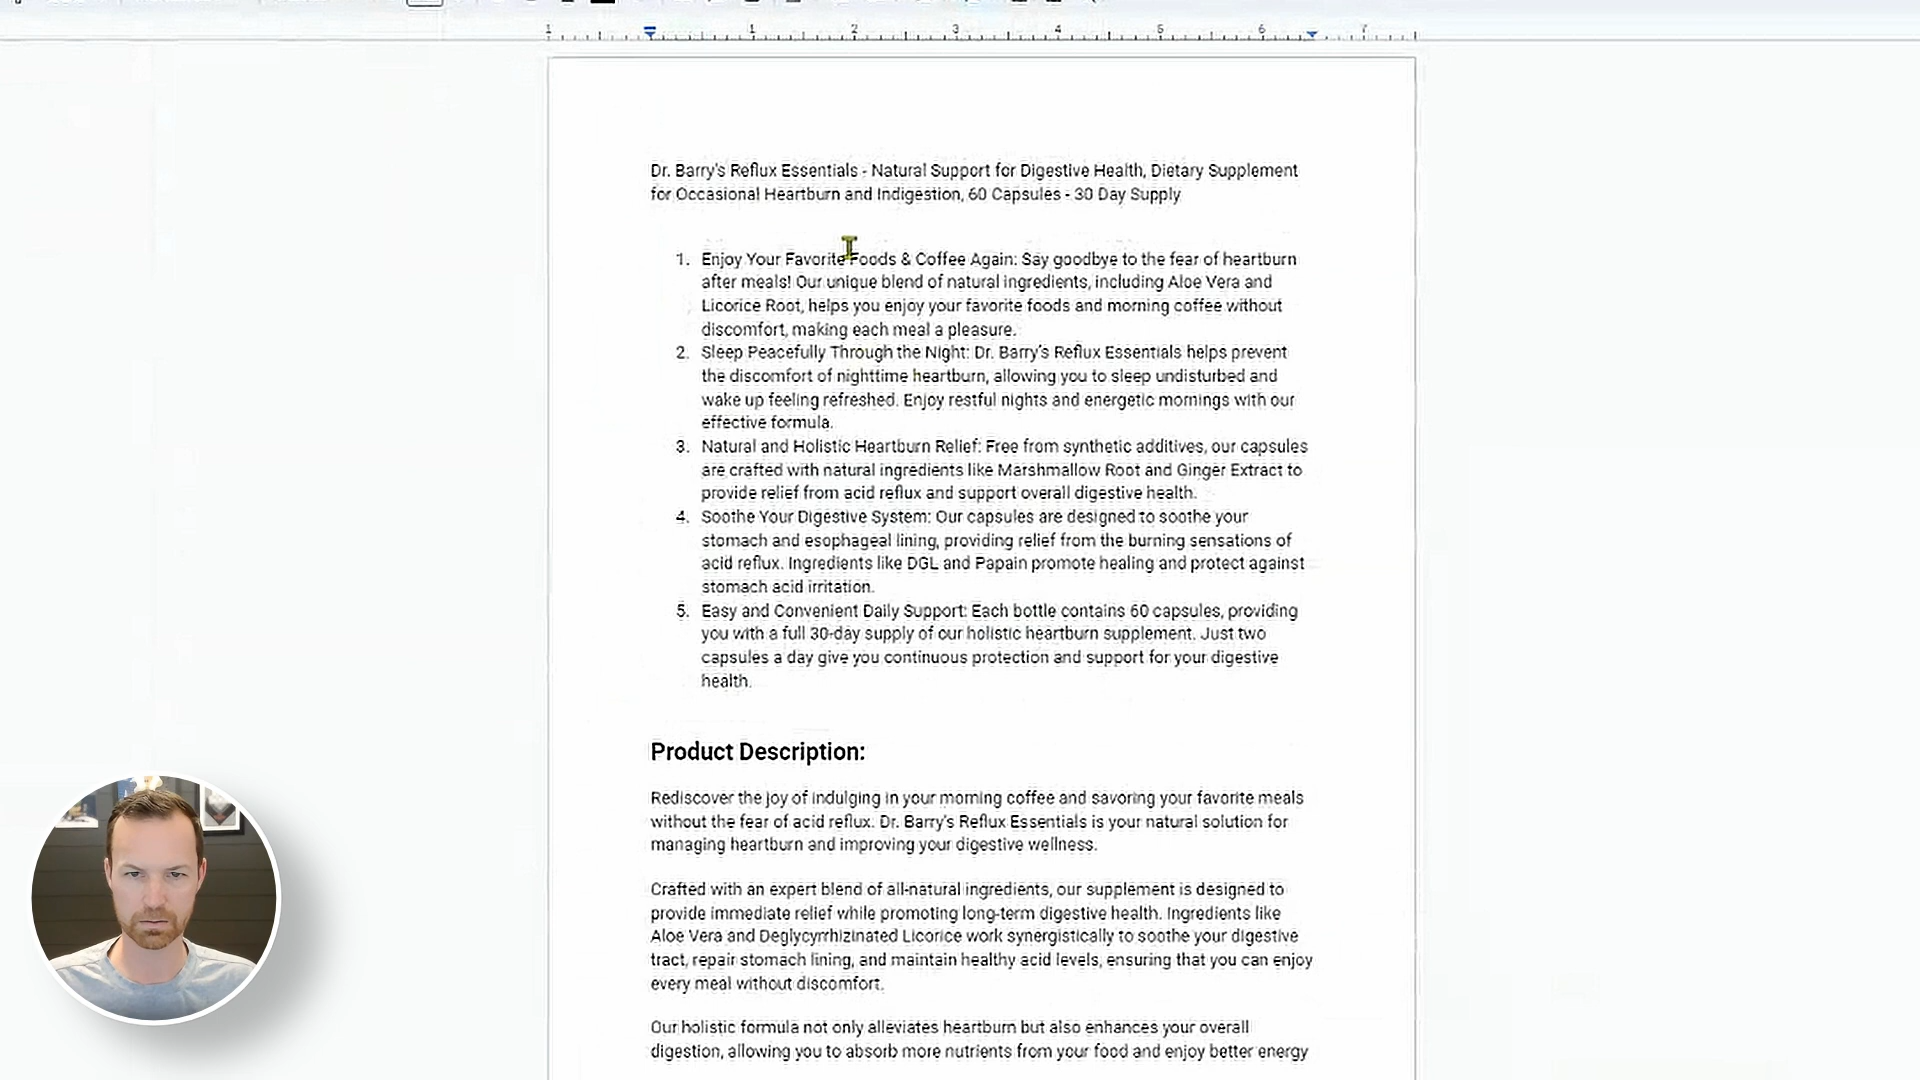 1 1 2 3 4 5 6 7
Dr. Barry's Reflux Essentials - Natural Support for Digestive Health, Dietary Supplement
for Occasional Heartburn and Indigestion, 60 Capsules - 30 Day Supply
1. Enjoy Your Favorite Foods & Coffee Again: Say goodbye to the fear of heartburn
after meals! Our unique blend of natural ingredients, including Aloe Vera and
Licorice Root, helps you enjoy your favorite foods and morning coffee without
discomfort, making each meal a pleasure.
2. Sleep Peacefully Through the Night: Dr. Barry's Reflux Essentials helps prevent
the discomfort of nighttime heartburn, allowing you to sleep undisturbed and
wake up feeling refreshed. Enjoy restful nights and energetic mornings with our
effective formula.
3. Natural and Holistic Heartburn Relief: Free from synthetic additives, our capsules
are crafted with natural ingredients like Marshmallow Root and Ginger Extract to
provide relief from acid reflux and support overall digestive health.
4. Soothe Your Digestive System: Our capsules are designed to soothe your
stomach and esophageal lining, providing relief from the burning sensations of
acid reflux. Ingredients like DGL and Papain promote healing and protect against
stomach acid irritation.
5. Easy and Convenient Daily Support: Each bottle contains 60 capsules, providing
you with a full 30-day supply of our holistic heartburn supplement. Just two
capsules a day give you continuous protection and support for your digestive
health.
Product Description:
Rediscover the joy of indulging in your morning coffee and savoring your favorite meals
without the fear of acid reflux. Dr. Barry's Reflux Essentials is your natural solution for
managing heartburn and improving your digestive wellness.
Crafted with an expert blend of all-natural ingredients, our supplement is designed to
provide immediate relief while promoting long-term digestive health. Ingredients like
Aloe Vera and Deglycyrrhizinated Licorice work synergistically to soothe your digestive
tract, repair stomach lining, and maintain healthy acid levels, ensuring that you can enjoy
every meal without discomfort.
Our holistic formula not only alleviates heartburn but also enhances your overall
digestion, allowing you to absorb more nutrients from your food and enjoy better energy